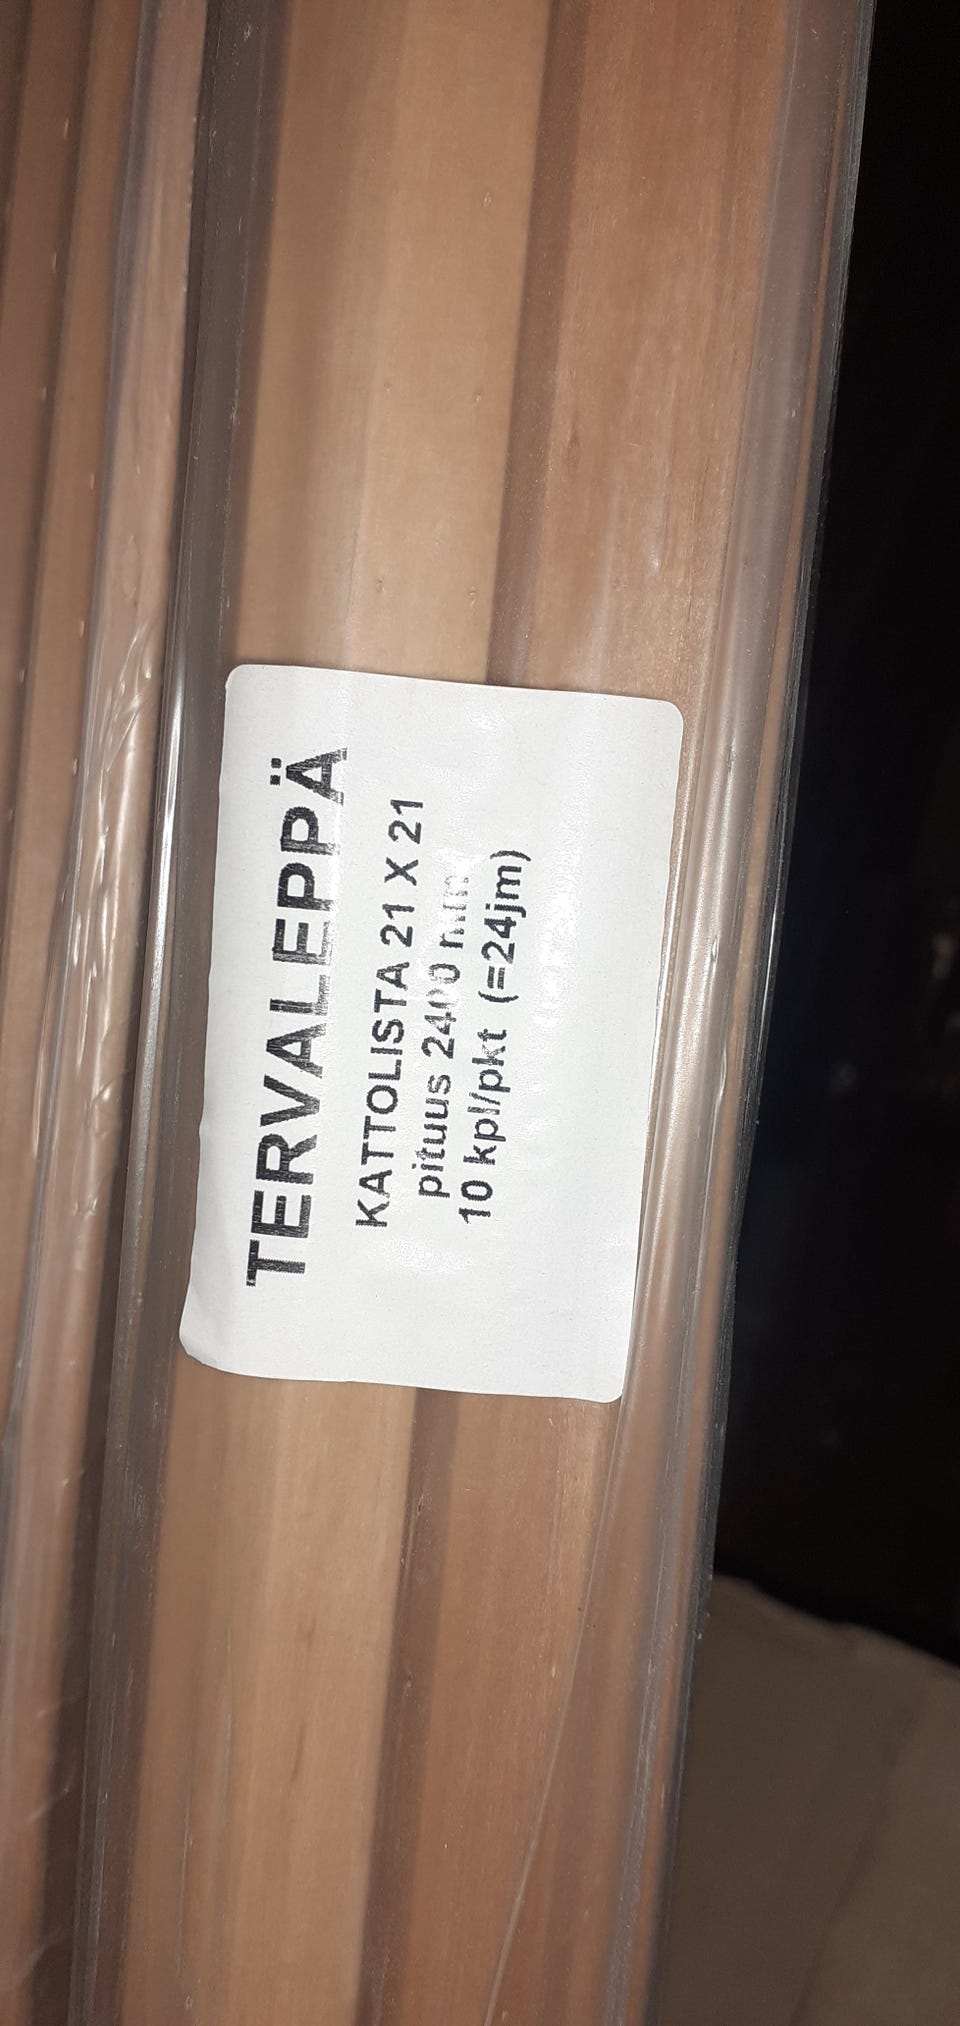 TERVALEPPÄ
KATTOLISTA 21 X 21
pituus 2400 mm
10 kpl/pkt (=24jm)